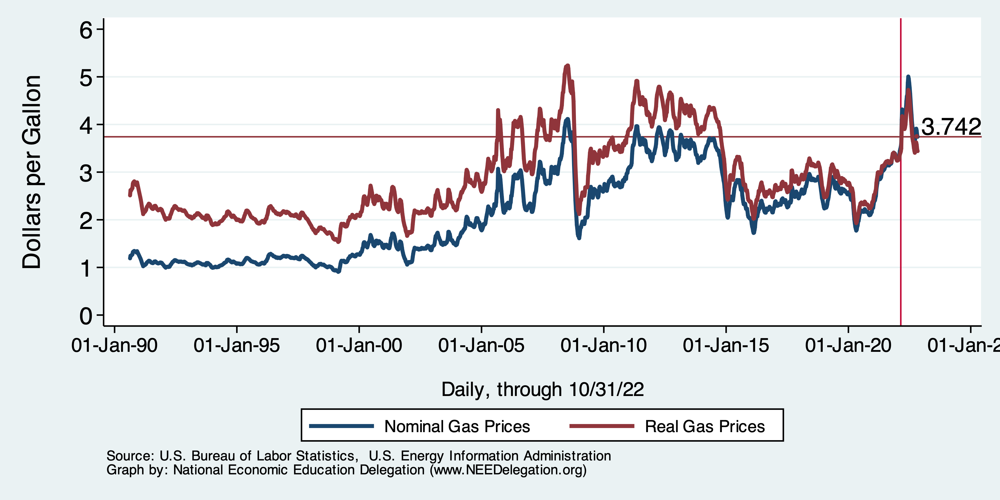 Dollars per Gallon
6
5
4
3
2
1
0
3.742
01-Jan-90 01-Jan-95 01-Jan-00 01-Jan-05 01-Jan-10 01-Jan-15 01-Jan-20 01-Jan-2
Daily, through 10/31/22
Nominal Gas Prices Real Gas Prices
Source: U.S. Bureau of Labor Statistics, U.S. Energy Information Administration
Graph by: National Economic Education Delegation (www.NEEDelegation.org)